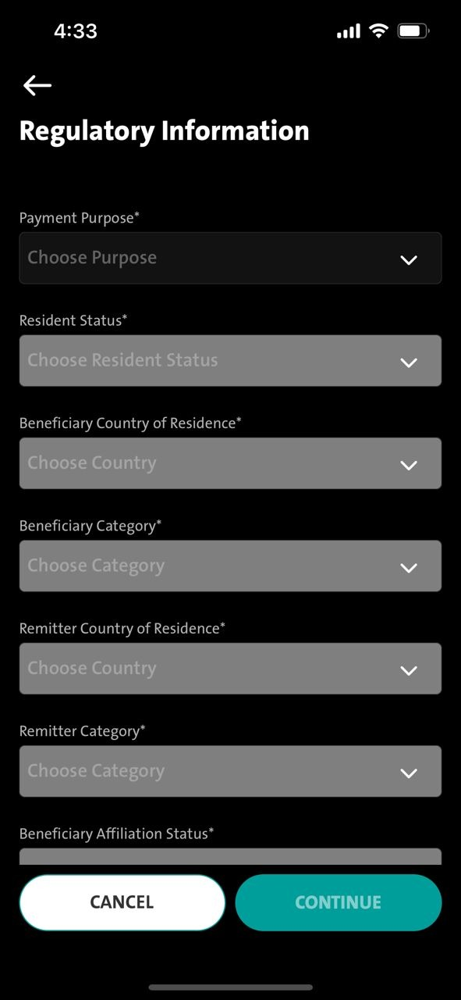 4:33
Regulatory Information
Payment Purpose*
Choose Purpose
Resident Status*
Choose Resident Status
Beneficiary Country of Residence*
Choose Country
Beneficiary Category*
Choose Category
Remitter Country of Residence*
Choose Country
Remitter Category*
Choose Category
Beneficiary Affiliation Status*
CANCEL CONTINUE